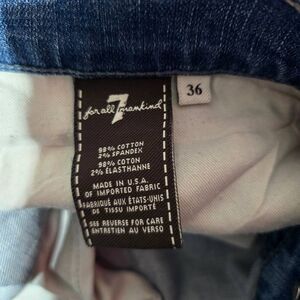 7
for all mankind
36
98% COTTON
2% SPANDEX
98% COTON
2% ÉLASTHANNE
MADE IN U.S.A.
OF IMPORTED FABRIC
FABRIQUÉ AUX ÉTATS-UNIS
DE TISSU IMPORTÉ
SEE REVERSE FOR CARE
ENTRETIEN AU VERSO